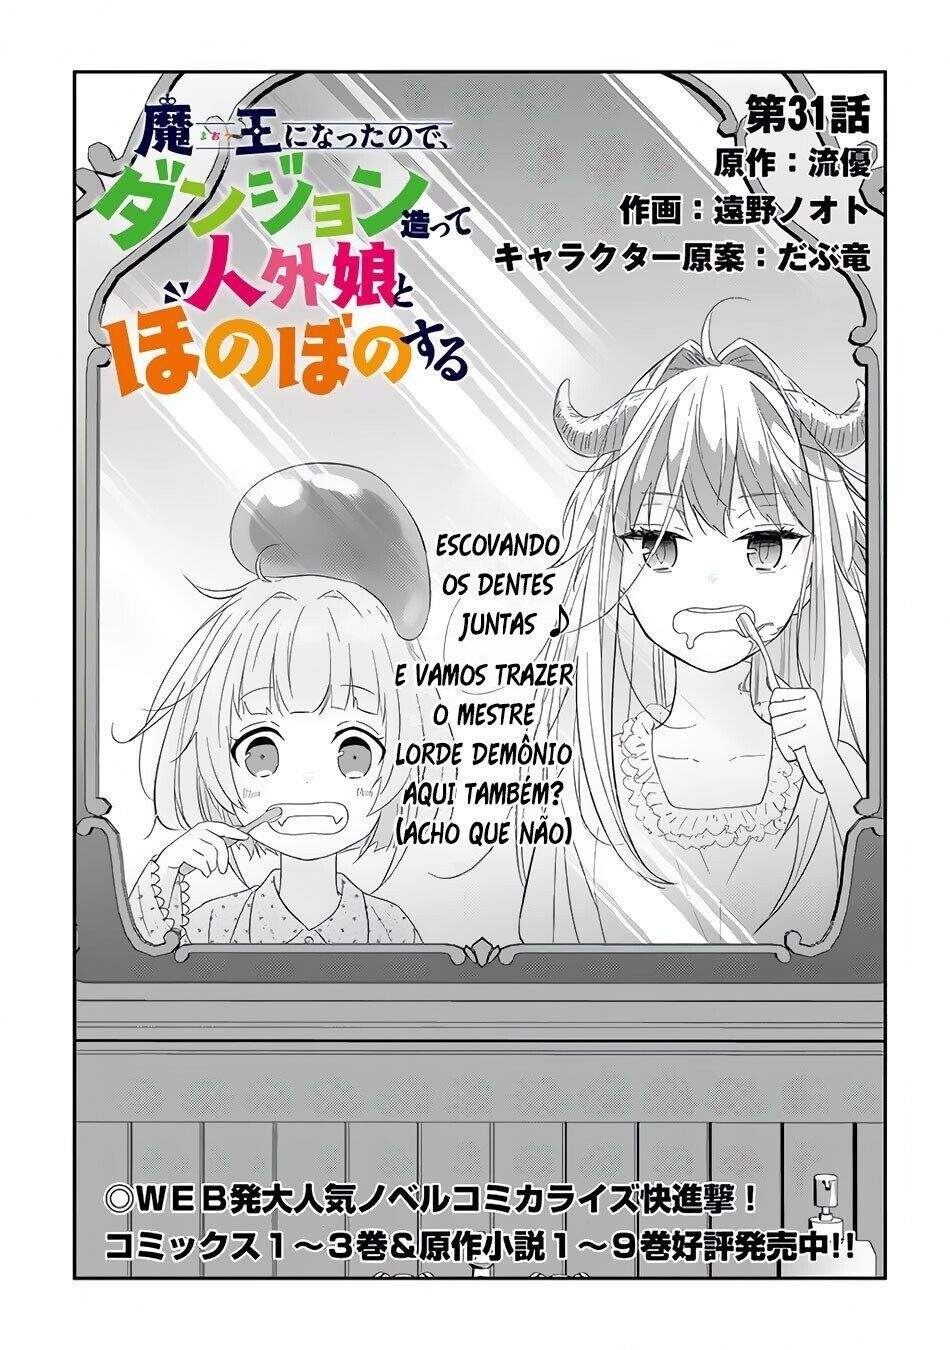 魔王になったので、
まおう
ダンジョン造って
人外娘と
ほのぼのする
第31話
原作：流優
作画：遠野ノオト
キャラクター原案：だぶ竜
ESCOVANDO
OS DENTES
JUNTAS ♪
E VAMOS TRAZER
O MESTRE
LORDE DEMÔNIO
AQUI TAMBÉM?
(ACHO QUE NÃO)
◎WEB発大人気ノベルコミカライズ快進撃！
コミックス１～３巻＆原作小説１～９巻好評発売中!!